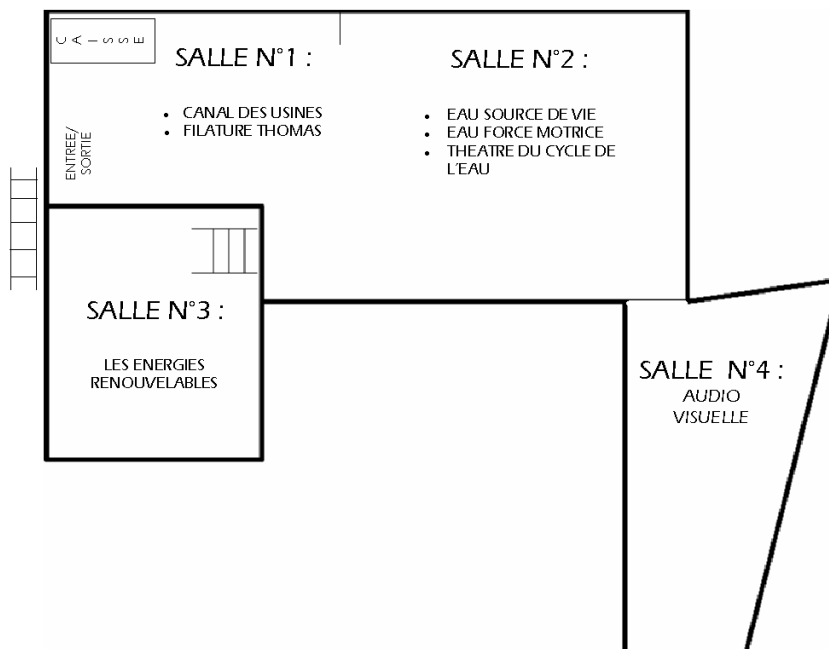 CAISSE
SALLE N°1 :
• CANAL DES USINES
• FILATURE THOMAS
ENTREE/
SORTIE
SALLE N°2 :
• EAU SOURCE DE VIE
• EAU FORCE MOTRICE
• THEATRE DU CYCLE DE
L'EAU
SALLE N°3 :
LES ENERGIES
RENOUVELABLES
SALLE N°4 :
AUDIO
VISUELLE